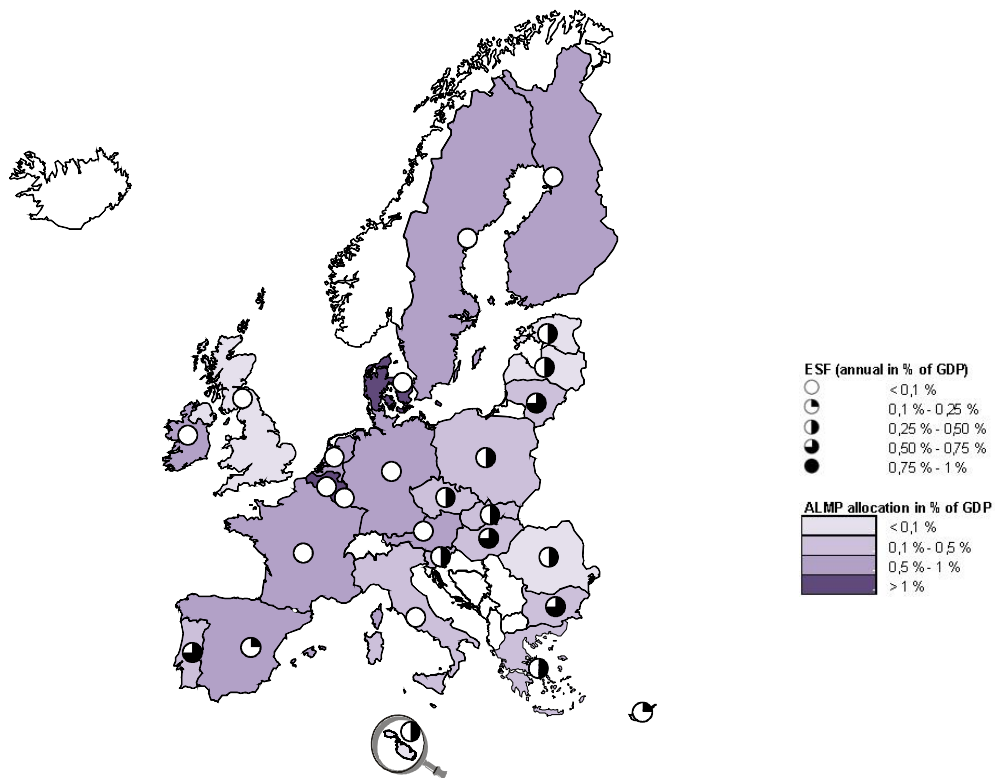 ESF (annual in % of GDP)
<0,1 %
0,1 % - 0,25 %
0,25 % - 0,50 %
0,50 % - 0,75 %
0,75 % - 1 %
ALMP allocation in % of GDP
<0,1 %
0,1 % - 0,5 %
0,5 % - 1 %
>1 %